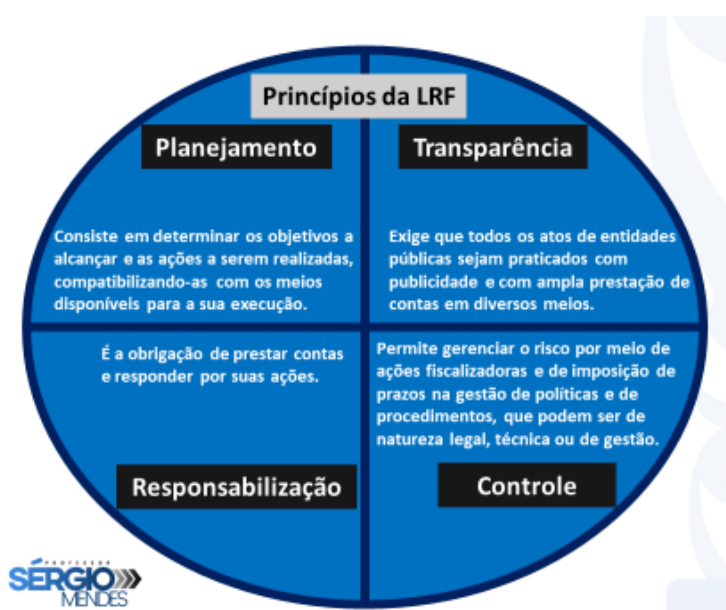 Princípios da LRF
Planejamento
Transparência
Consiste em determinar os objetivos a
alcançar e as ações a serem realizadas,
compatibilizando-as com os meios
disponíveis para a sua execução.
Exige que todos os atos de entidades
públicas sejam praticados com
publicidade e com ampla prestação de
contas em diversos meios.
É a obrigação de prestar contas
e responder por suas ações.
Permite gerenciar o risco por meio de
ações fiscalizadoras e de imposição de
prazos na gestão de políticas e de
procedimentos, que podem ser de
natureza legal, técnica ou de gestão.
Responsabilização
Controle
PROFESSOR
SÉRGIO
MENDES